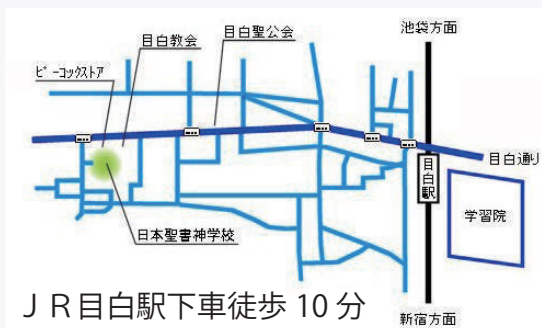 池袋方面
目白聖公会
目白教会
ピーコックストア
目白通り
目白駅
学習院
日本聖書神学校
ＪＲ目白駅下車徒歩 10 分
新宿方面